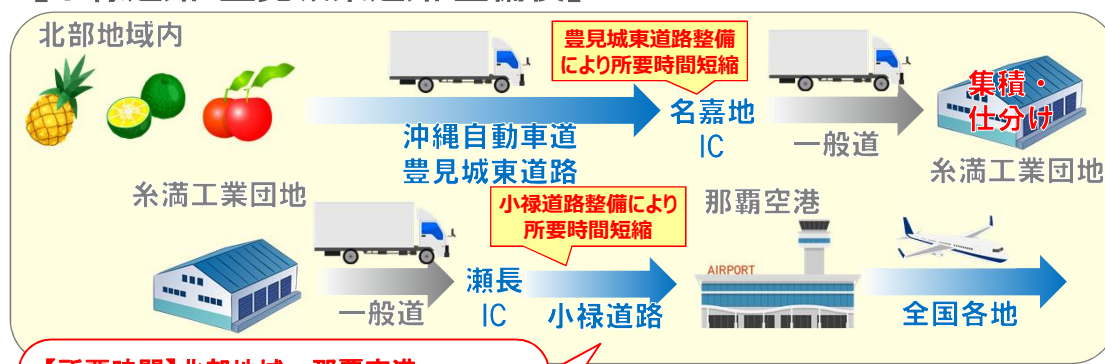 北部地域内
豊見城東道路整備
により所要時間短縮
沖縄自動車道
豊見城東道路
名嘉地
IC
一般道
集積・
仕分け
糸満工業団地
糸満工業団地
一般道
瀬長
IC
小禄道路整備により
所要時間短縮
小禄道路
那覇空港
AIRPORT
全国各地